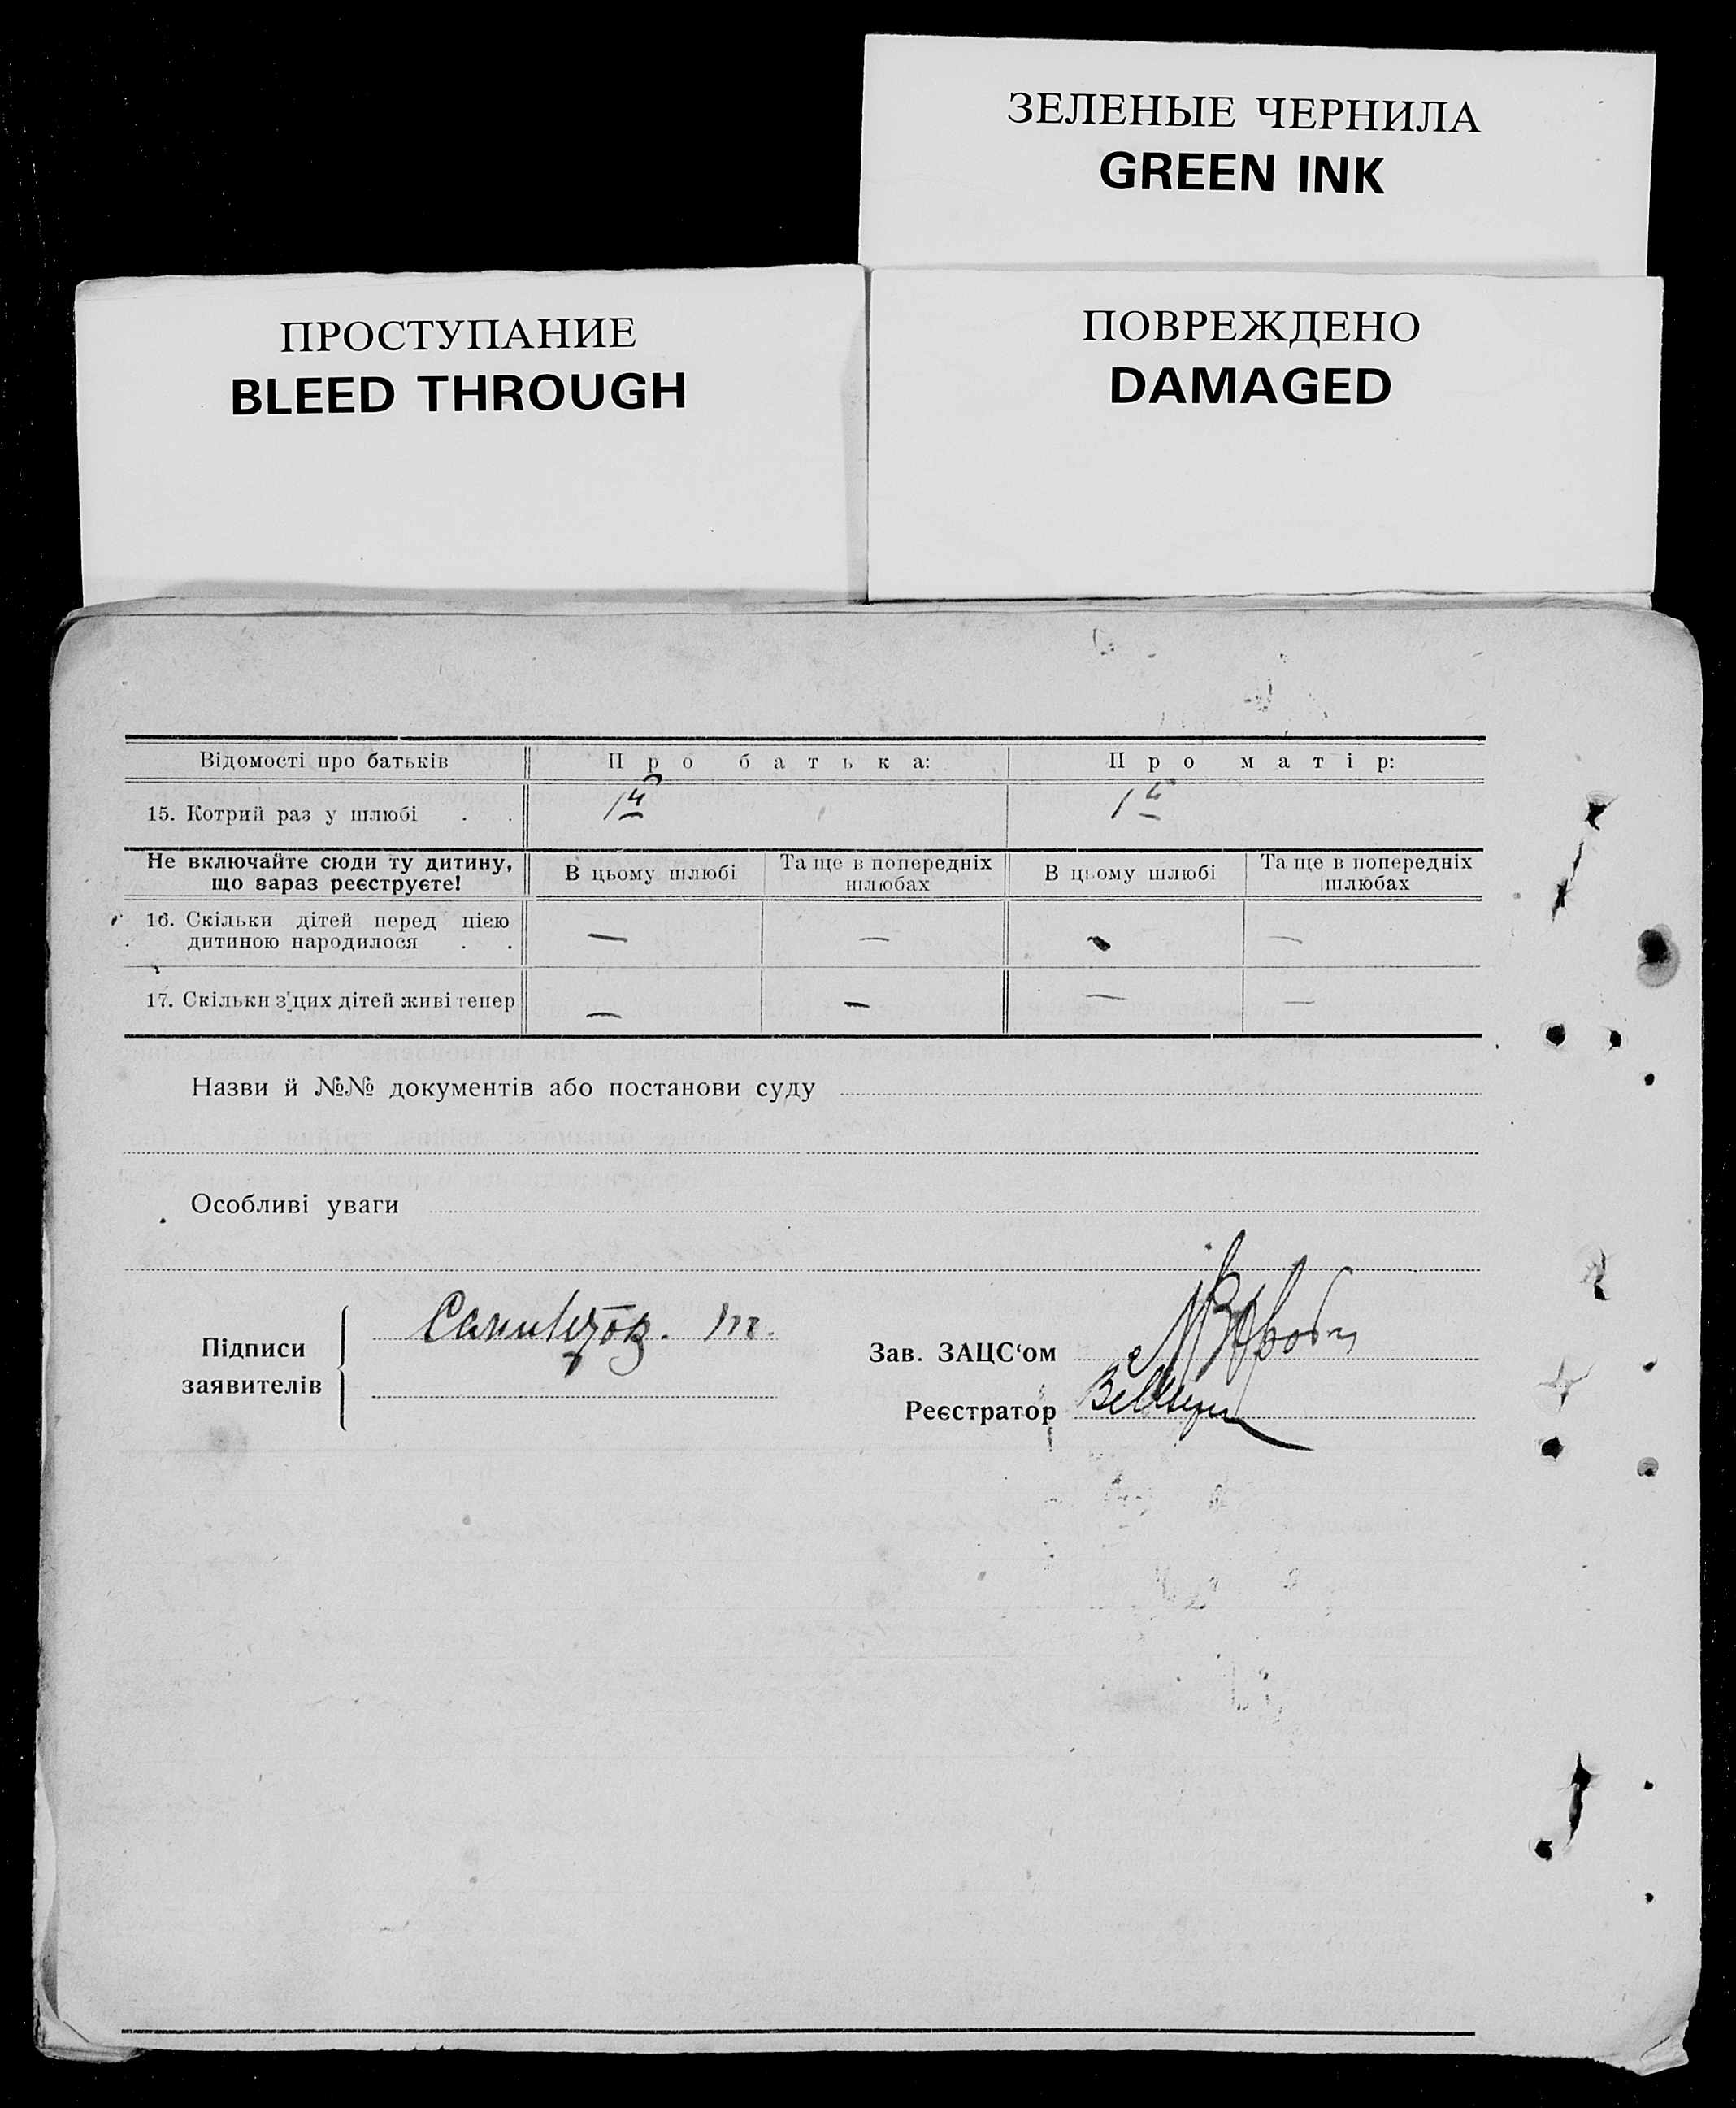 ЗЕЛЕНЫЕ ЧЕРНИЛА
GREEN INK
ПРОСТУПАНИЕ
BLEED THROUGH
ПОВРЕЖДЕНО
DAMAGED
Відомості про батьків Про батька: Про матір:
15. Котрий раз у шлюбі . . 1й 1й
Не включайте сюди ту дитину, що зараз реєструєте! В цьому шлюбі Та ще в попередніх шлюбах В цьому шлюбі Та ще в попередніх шлюбах
16. Скільки дітей перед цією
дитиною народилося . . — — — —
17. Скільки з'цих дітей живі тепер — — — —
Назви й №№ документів або постанови суду
Особливі уваги
Підписи
заявителів
Зав. ЗАЦС‘ом
Реєстратор